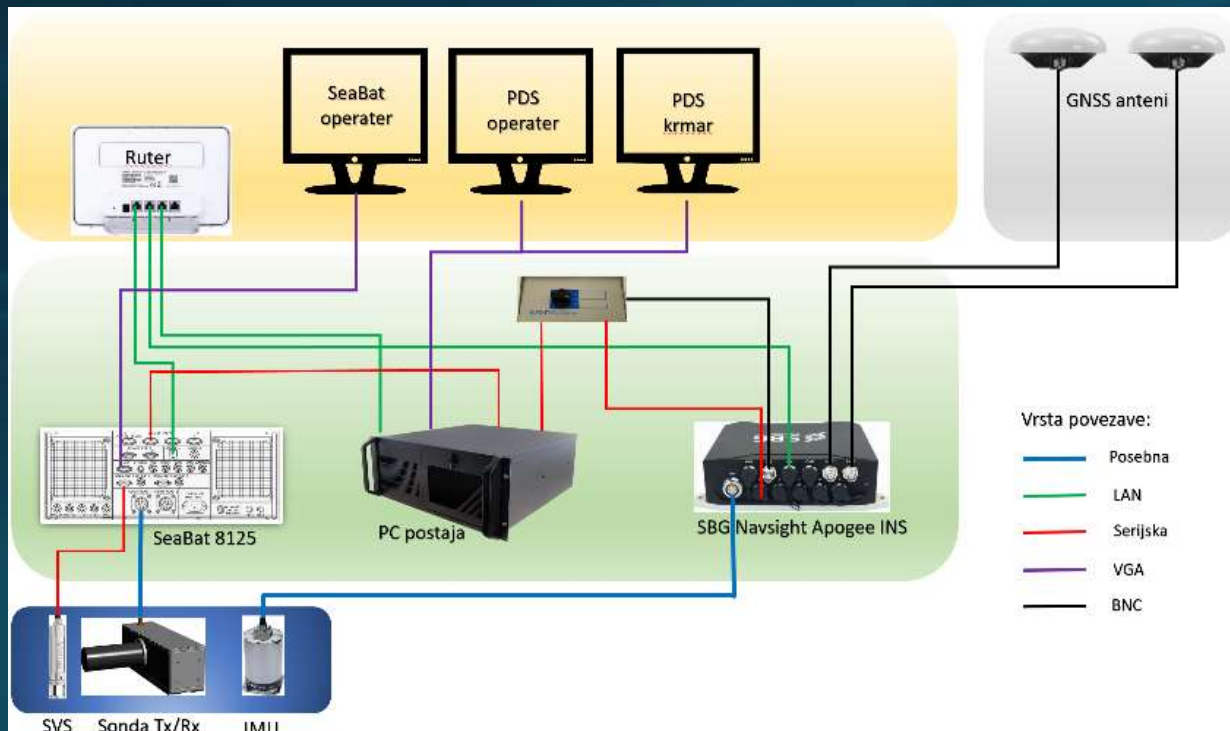 SeaBat
operater
PDS
operater
PDS
krmar
GNSS anteni
Ruter
SBG
SeaBat 8125
PC postaja
SBG Navsight Apogee INS
Vrsta povezave:
Posebna
LAN
Serijska
VGA
BNC
SVS
Sonda Tx/Rx
IMU